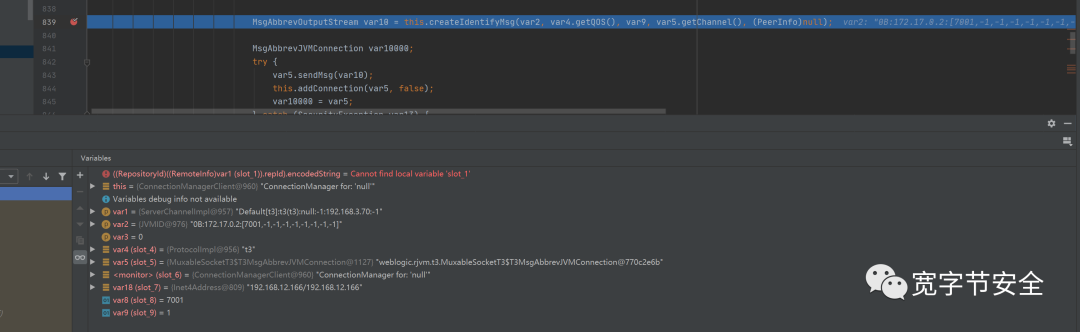 838
839 MsgAbbrevOutputStream var10 = this.createIdentifyMsg(var2, var4.getQOS(), var9, var5.getChannel(), (PeerInfo)null); var2: "0B:172.17.0.2:[7001,-1,-1,-1,-1,-1,-
840
841 MsgAbbrevJVMConnection var10000;
842 try {
843 var5.sendMsg(var10);
844 this.addConnection(var5, false);
845 var10000 = var5;
Variables
((RepositoryId)((RemoteInfo)var1 (slot_1)).repId).encodedString = Cannot find local variable 'slot_1'
this = {ConnectionManagerClient@960} "ConnectionManager for: 'null'"
Variables debug info not available
var1 = {ServerChannelImpl@957} "Default[t3]:t3(t3):null:-1:192.168.3.70:-1"
var2 = {JVMID@976} "0B:172.17.0.2:[7001,-1,-1,-1,-1,-1,-1]"
var3 = 0
var4 (slot_4) = {ProtocolImpl@956} "t3"
var5 (slot_5) = {MuxableSocketT3$T3MsgAbbrevJVMConnection@1127} "weblogic.rjvm.t3.MuxableSocketT3$T3MsgAbbrevJVMConnection@770c2e6b"
<monitor> (slot_6) = {ConnectionManagerClient@960} "ConnectionManager for: 'null'"
var18 (slot_7) = {Inet4Address@809} "192.168.12.166/192.168.12.166"
var8 (slot_8) = 7001
var9 (slot_9) = 1
宽字节安全